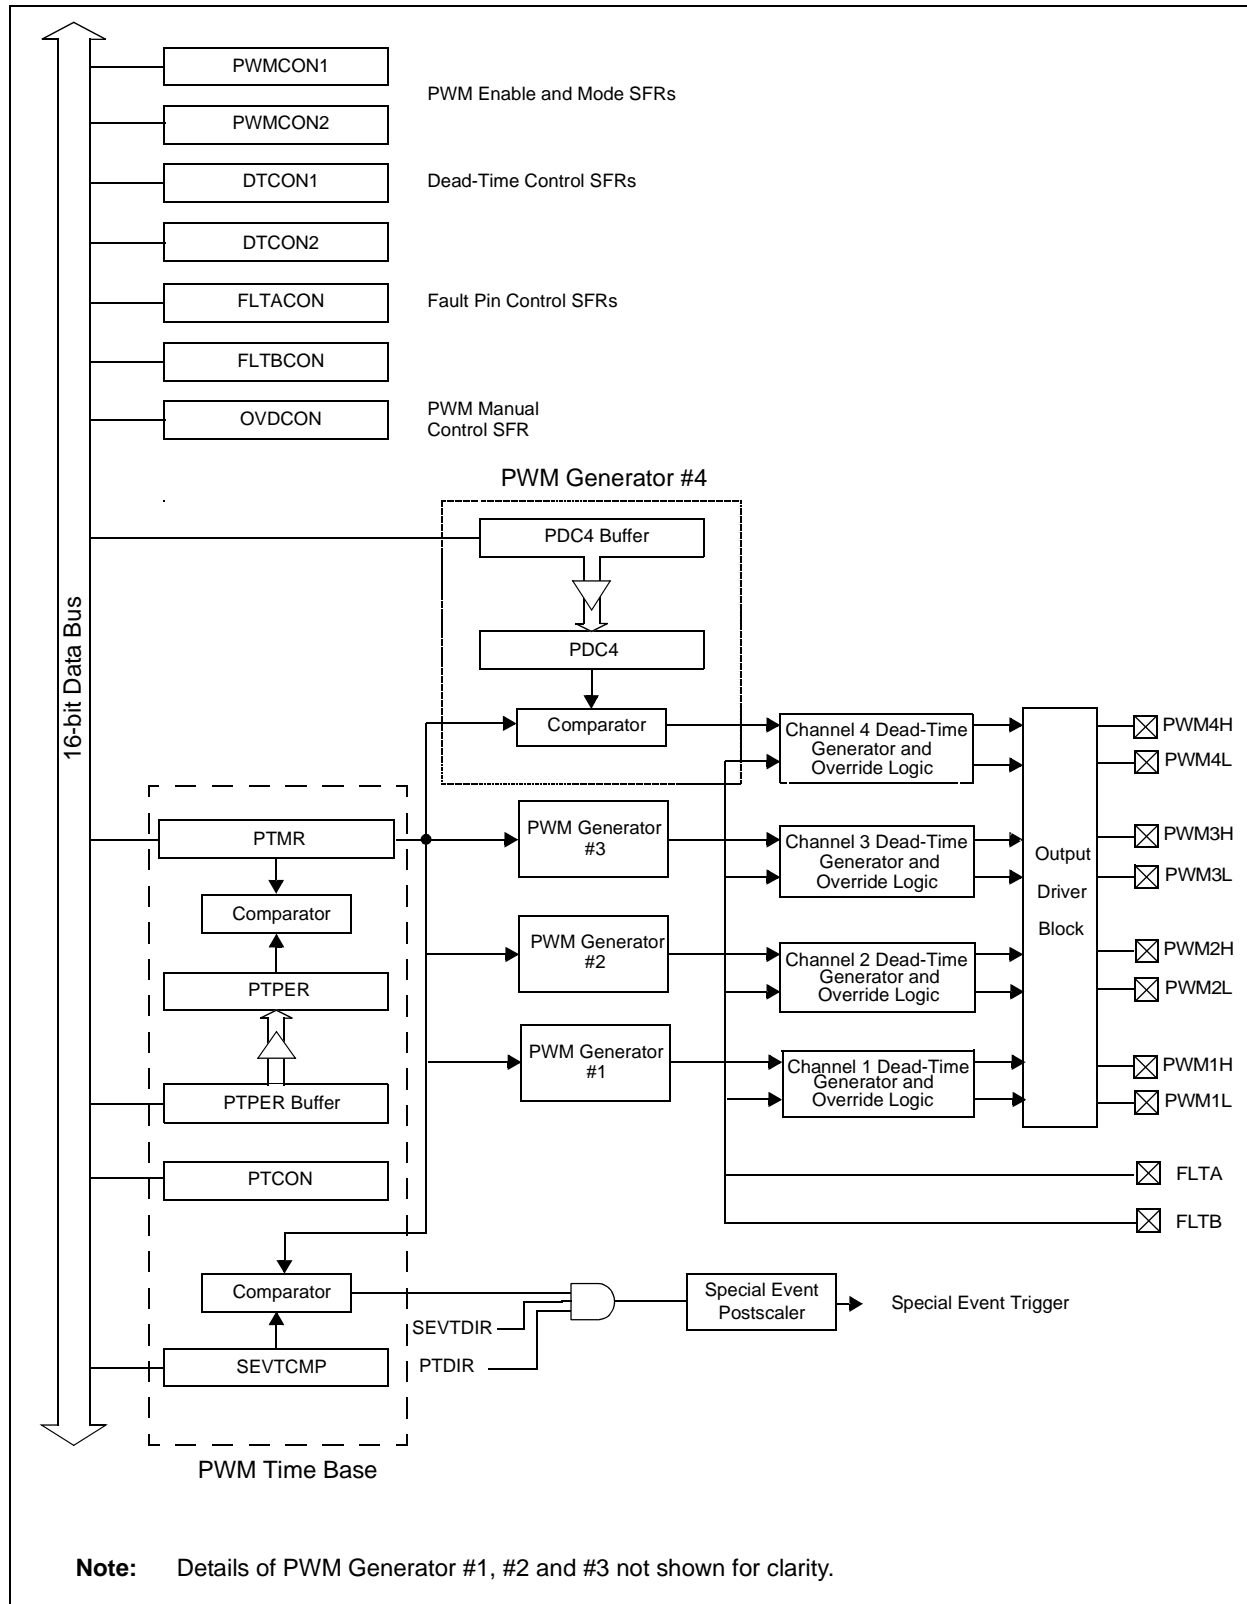 PWMCON1
PWM Enable and Mode SFRs
PWMCON2
DTCON1
Dead-Time Control SFRs
DTCON2
FLTACON
Fault Pin Control SFRs
FLTBCON
OVDCON
PWM Manual
Control SFR
16-bit Data Bus
PWM Generator #4
PDC4 Buffer
PDC4
Comparator
Channel 4 Dead-Time
Generator and
Override Logic
PWM4H
PWM4L
PTMR
Comparator
PTPER
PTPER Buffer
PTCON
Comparator
SEVTCMP
PWM Time Base
PWM Generator
#3
Channel 3 Dead-Time
Generator and
Override Logic
PWM3H
PWM3L
Output
Driver
Block
PWM Generator
#2
Channel 2 Dead-Time
Generator and
Override Logic
PWM2H
PWM2L
PWM Generator
#1
Channel 1 Dead-Time
Generator and
Override Logic
PWM1H
PWM1L
FLTA
FLTB
SEVTDIR
PTDIR
Special Event
Postscaler
Special Event Trigger
Note: Details of PWM Generator #1, #2 and #3 not shown for clarity.